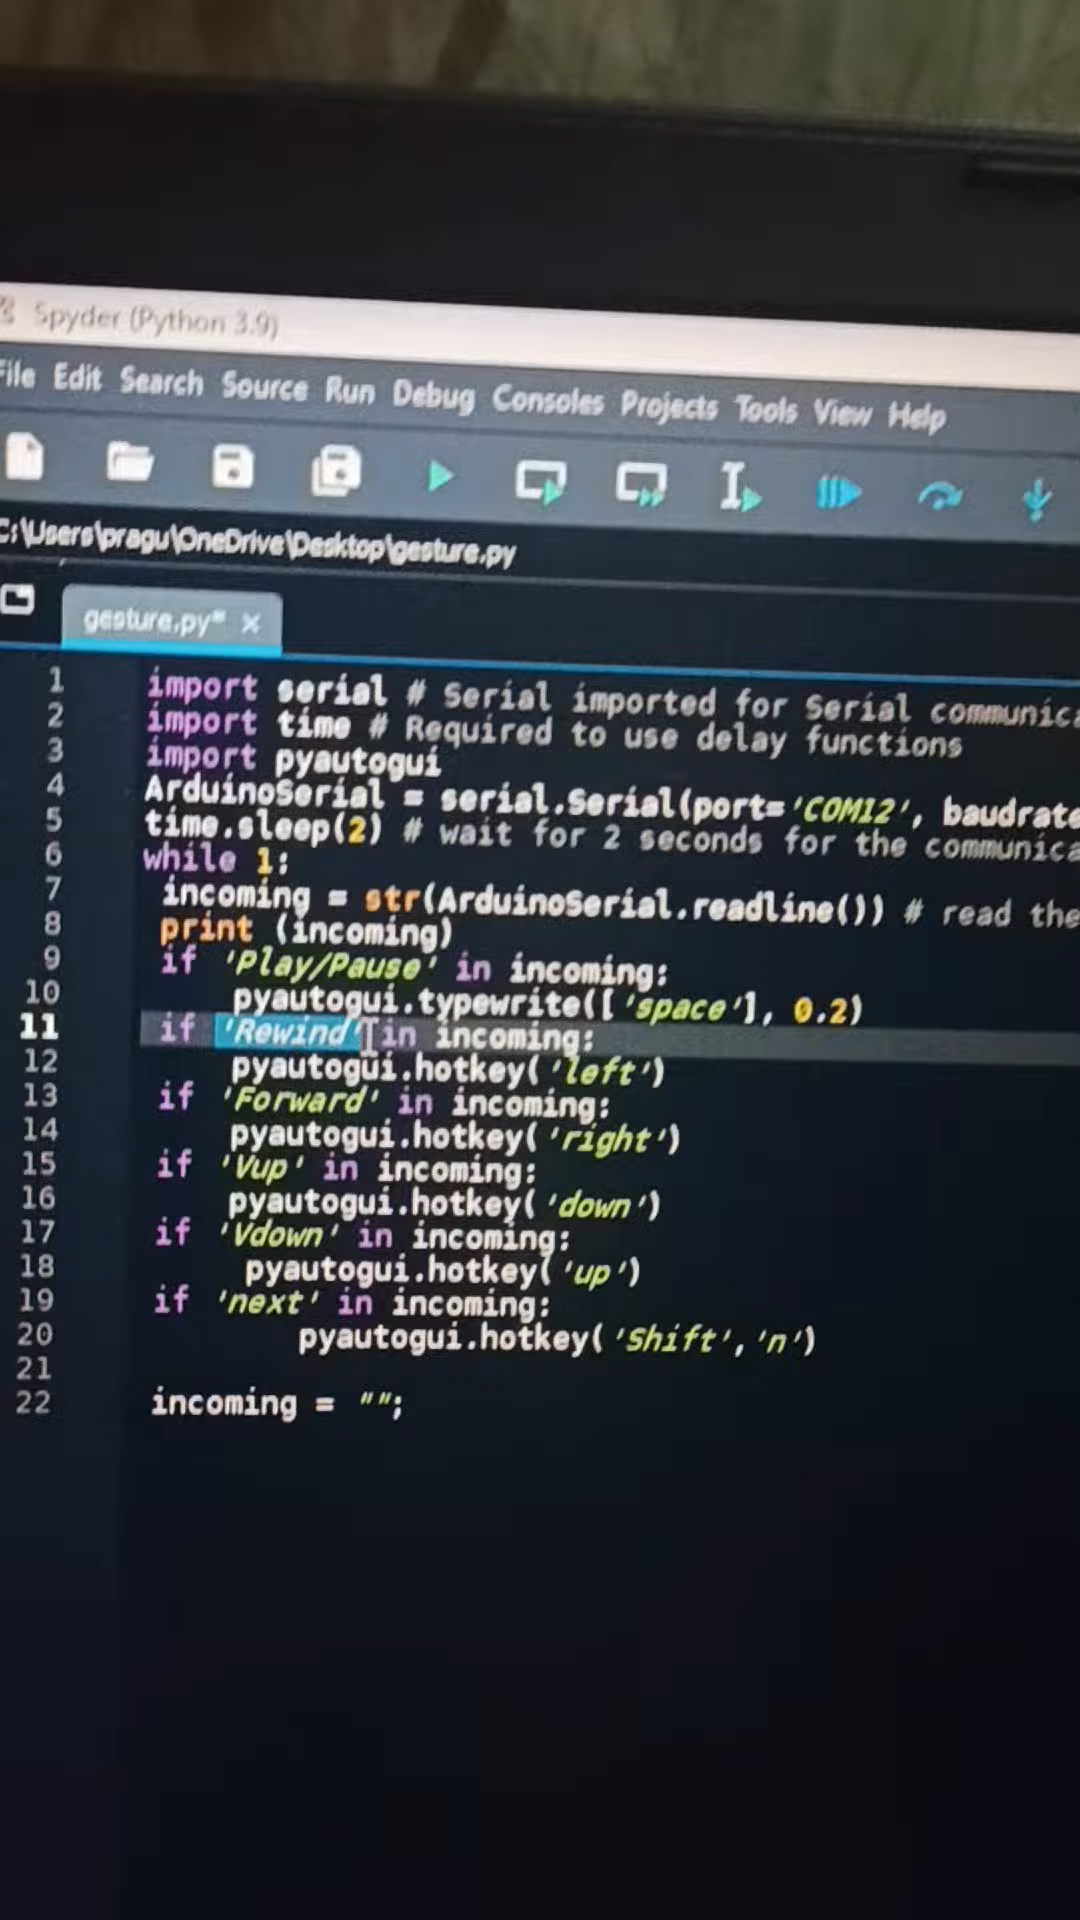 Spyder (Python 3.9)
File Edit Search Source Run Debug Consoles Projects Tools View Help
C:\Users\pragu\OneDrive\Desktop\gesture.py
gesture.py* ×
1 import serial # Serial imported for Serial communica
2 import time # Required to use delay functions
3 import pyautogui
4 ArduinoSerial = serial.Serial(port='COM12', baudrate
5 time.sleep(2) # wait for 2 seconds for the communica
6 while 1:
7 incoming = str(ArduinoSerial.readline()) # read the
8 print (incoming)
9 if 'Play/Pause' in incoming:
10 pyautogui.typewrite(['space'], 0.2)
11 if 'Rewind' in incoming:
12 pyautogui.hotkey('left')
13 if 'Forward' in incoming:
14 pyautogui.hotkey('right')
15 if 'Vup' in incoming:
16 pyautogui.hotkey('down')
17 if 'Vdown' in incoming:
18 pyautogui.hotkey('up')
19 if 'next' in incoming:
20 pyautogui.hotkey('Shift','n')
21
22 incoming = "";